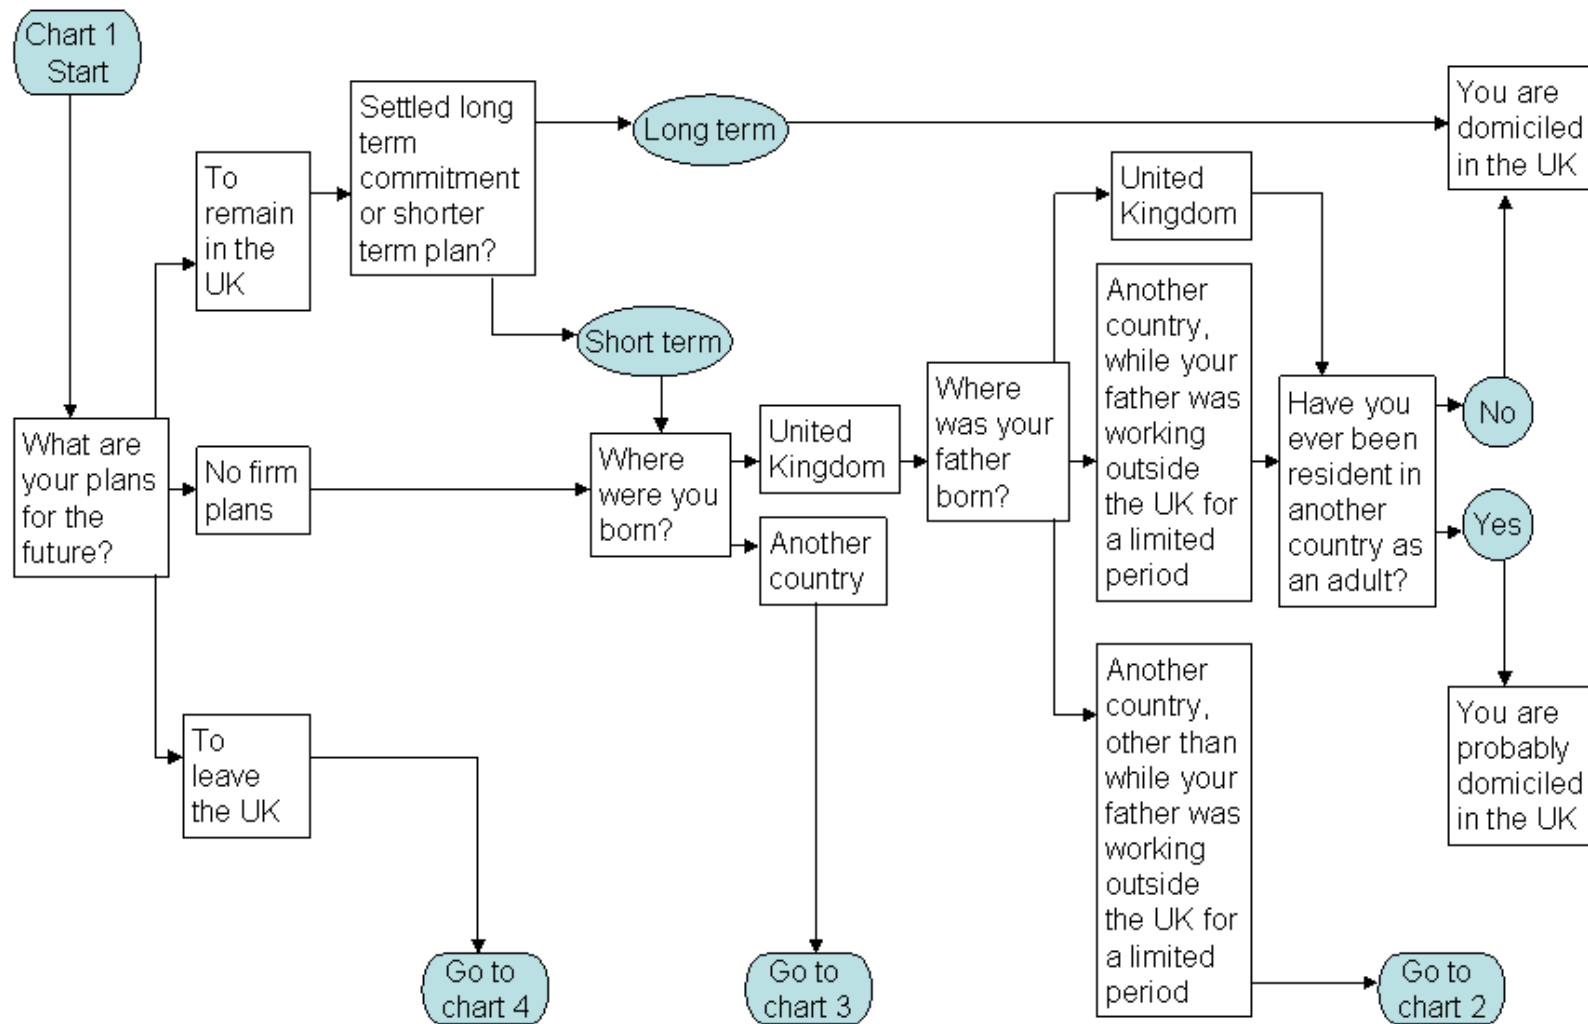 Chart 1
Start
What are
your plans
for the
future?
To
remain
in the
UK
Settled long
term
commitment
or shorter
term plan?
Long term
You are
domiciled
in the UK
Short term
No firm
plans
Where
were you
born?
United
Kingdom
Another
country
Where
was your
father
born?
United
Kingdom
Another
country,
while your
father was
working
outside
the UK for
a limited
period
Another
country,
other than
while your
father was
working
outside
the UK for
a limited
period
Have you
ever been
resident in
another
country as
an adult?
No
Yes
You are
probably
domiciled
in the UK
To
leave
the UK
Go to
chart 4
Go to
chart 3
Go to
chart 2